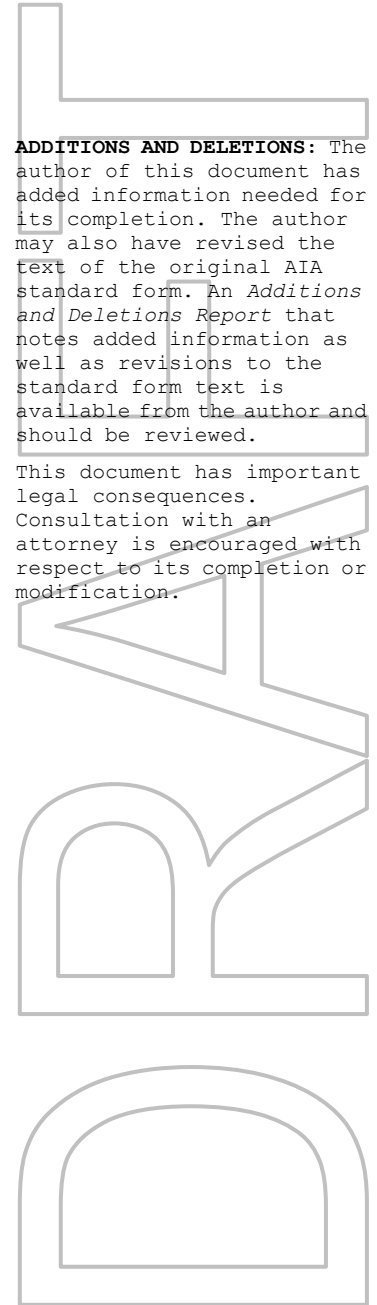 ADDITIONS AND DELETIONS: The
author of this document has
added information needed for
its completion. The author
may also have revised the
text of the original AIA
standard form. An Additions
and Deletions Report that
notes added information as
well as revisions to the
standard form text is
available from the author and
should be reviewed.
This document has important
legal consequences.
Consultation with an
attorney is encouraged with
respect to its completion or
modification.
DRAFT